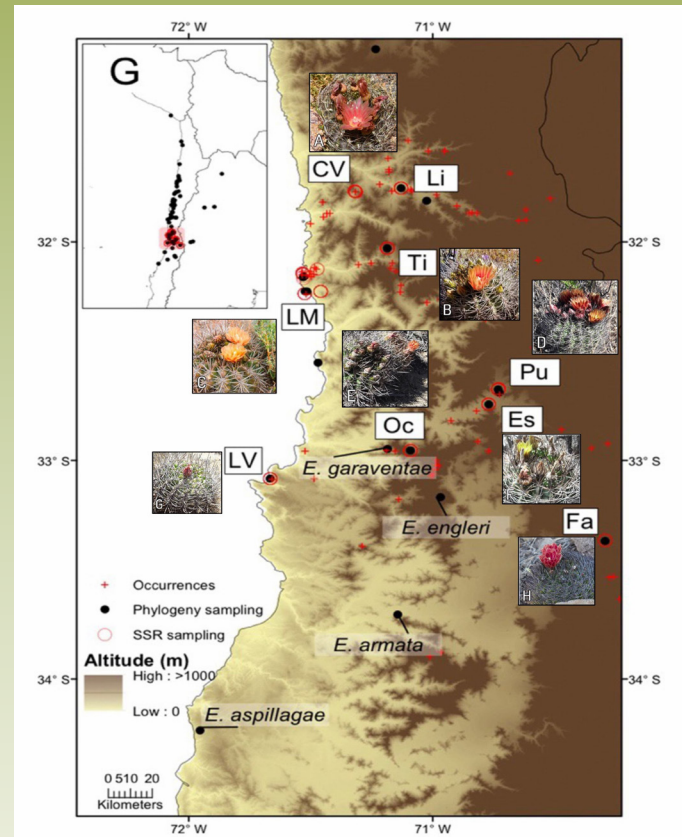 72° W
71° W
G
A
CV
Li
32° S
32° S
Ti
B
D
LM
C
E
Pu
Oc
Es
LV
33° S
33° S
E. garaventae
G
F
E. engleri
Fa
H
Occurrences
Phylogeny sampling
SSR sampling
E. armata
Altitude (m)
High : >1000
Low : 0
34° S
34° S
E. aspillagae
0 5 10 20
Kilometers
72° W
71° W